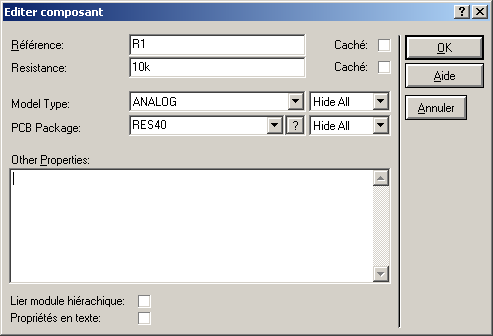 Editer composant
Référence: R1 Caché: OK
Resistance: 10k Caché: Aide
Model Type: ANALOG Hide All Annuler
PCB Package: RES40 ? Hide All
Other Properties:
Lier module hiérachique:
Propriétés en texte: